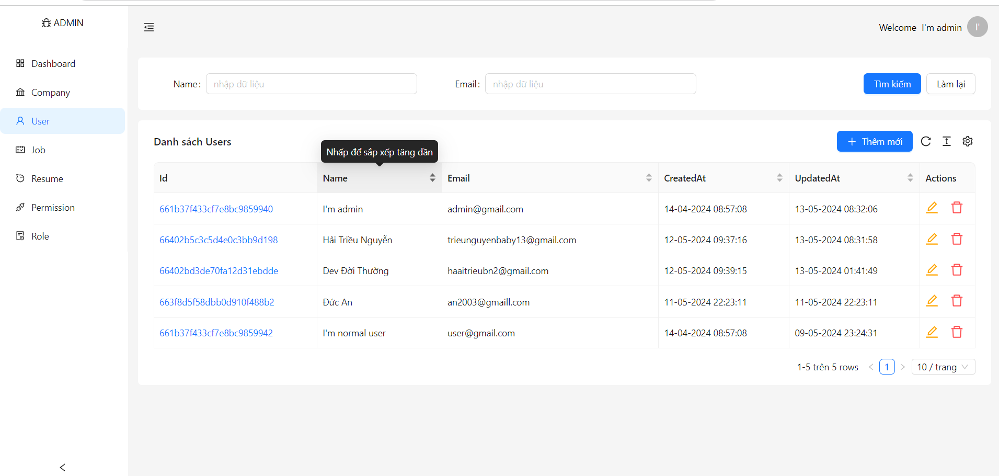 ADMIN
Welcome I'm admin I'
Dashboard
Company
User
Job
Resume
Permission
Role
Name: nhập dữ liệu Email: nhập dữ liệu Tìm kiếm Làm lại
Danh sách Users Thêm mới
Nhấp để sắp xếp tăng dần
Id Name Email CreatedAt UpdatedAt Actions
661b37f433cf7e8bc9859940 I'm admin admin@gmail.com 14-04-2024 08:57:08 13-05-2024 08:32:06
66402b5c3c5d4e0c3bb9d198 Hải Triều Nguyễn trieunguyenbaby13@gmail.com 12-05-2024 09:37:16 13-05-2024 08:31:58
66402bd3de70fa12d31ebdde Dev Đời Thường haaitrieubn2@gmail.com 12-05-2024 09:39:15 13-05-2024 01:41:49
663f8d5f58dbb0d910f488b2 Đức An an2003@gmaill.com 11-05-2024 22:23:11 11-05-2024 22:23:11
661b37f433cf7e8bc9859942 I'm normal user user@gmail.com 14-04-2024 08:57:08 09-05-2024 23:24:31
1-5 trên 5 rows < 1 > 10 / trang